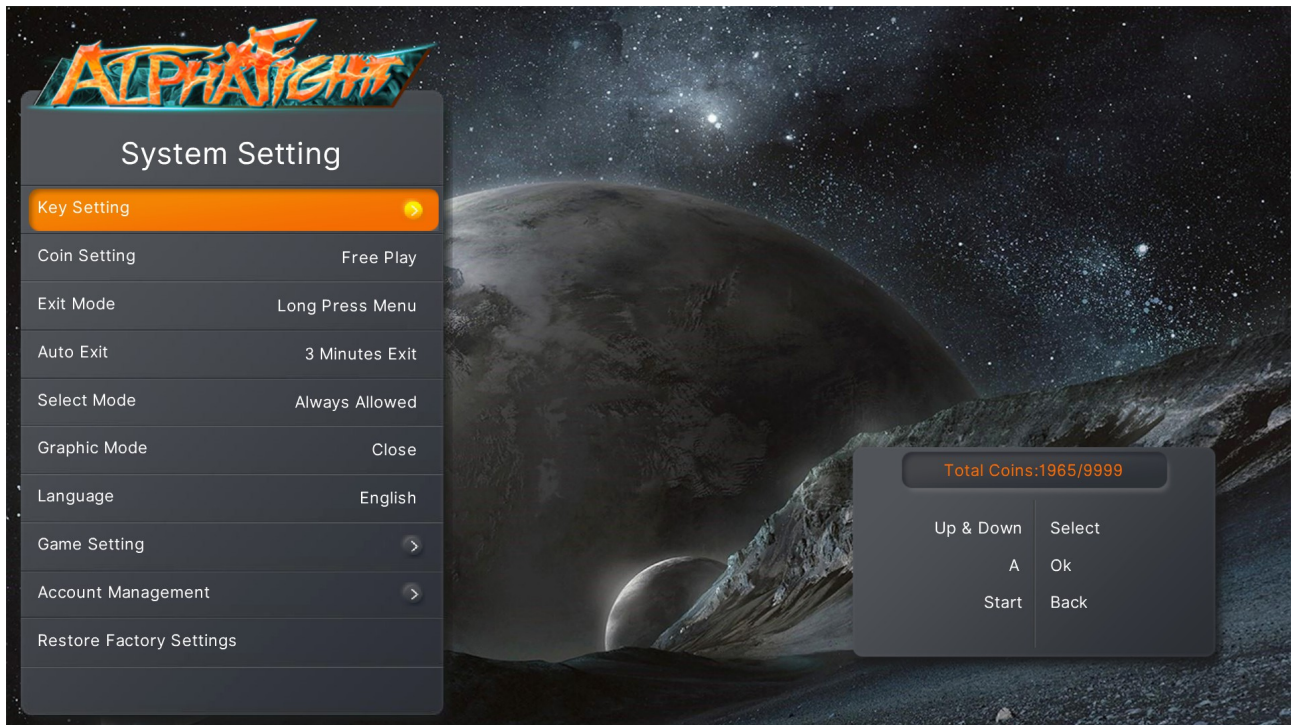 ALPHAFIGHT
System Setting
Key Setting
Coin Setting Free Play
Exit Mode Long Press Menu
Auto Exit 3 Minutes Exit
Select Mode Always Allowed
Graphic Mode Close
Language English
Game Setting
Account Management
Restore Factory Settings
Total Coins:1965/9999
Up & Down Select
A Ok
Start Back